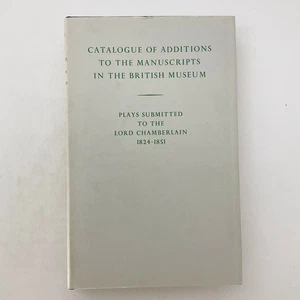 CATALOGUE OF ADDITIONS
TO THE MANUSCRIPTS
IN THE BRITISH MUSEUM
PLAYS SUBMITTED
TO THE
LORD CHAMBERLAIN
1824-1851